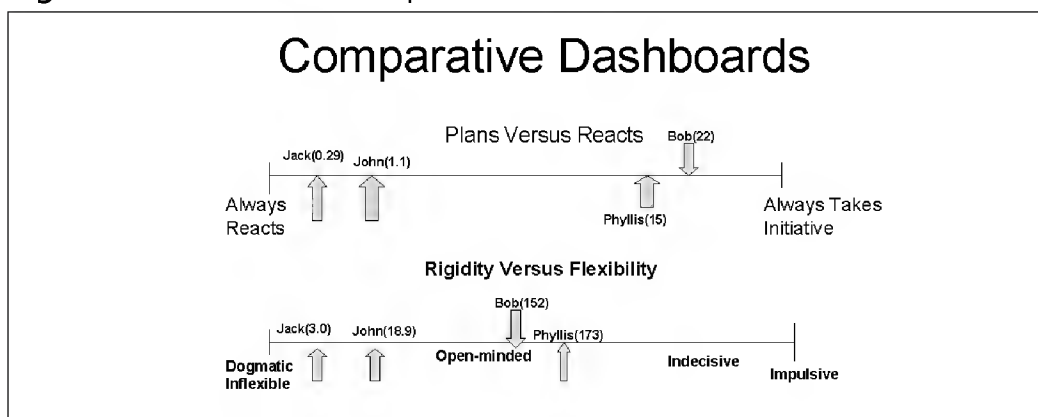 Comparative Dashboards
Plans Versus Reacts
Bob(22)
Jack(0.29)
John(1.1)
Always
Reacts
Phyllis(15)
Always Takes
Initiative
Rigidity Versus Flexibility
Bob(152)
Jack(3.0)
John(18.9)
Phyllis(173)
Dogmatic
Inflexible
Open-minded
Indecisive
Impulsive